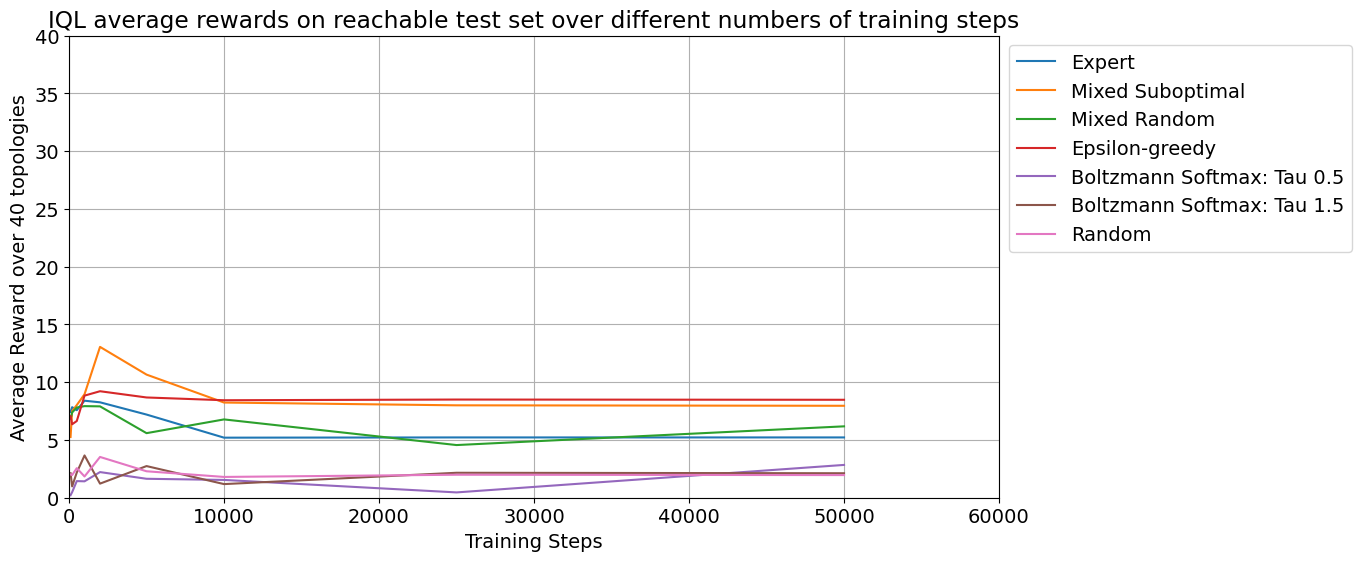 IQL average rewards on reachable test set over different numbers of training steps
Average Reward over 40 topologies
40
35
30
25
20
15
10
5
0
0 10000 20000 30000 40000 50000 60000
Training Steps
Expert
Mixed Suboptimal
Mixed Random
Epsilon-greedy
Boltzmann Softmax: Tau 0.5
Boltzmann Softmax: Tau 1.5
Random